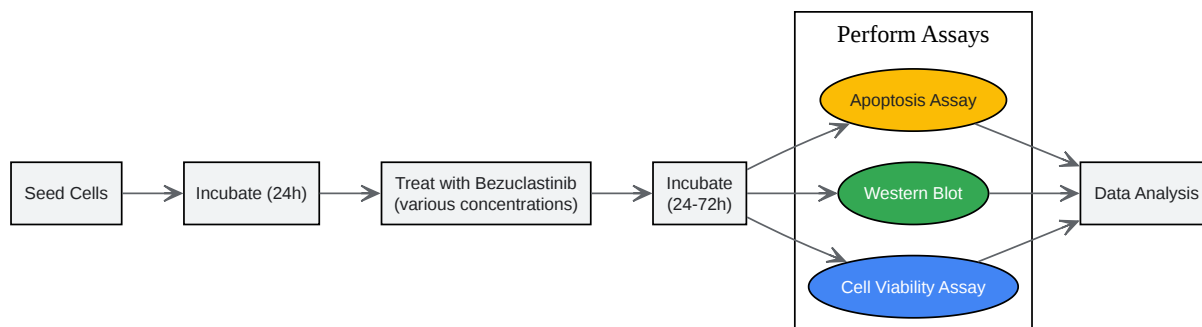 Perform Assays
Apoptosis Assay
Seed Cells
Incubate (24h)
Treat with Bezuclastinib
(various concentrations)
Incubate
(24-72h)
Western Blot
Data Analysis
Cell Viability Assay